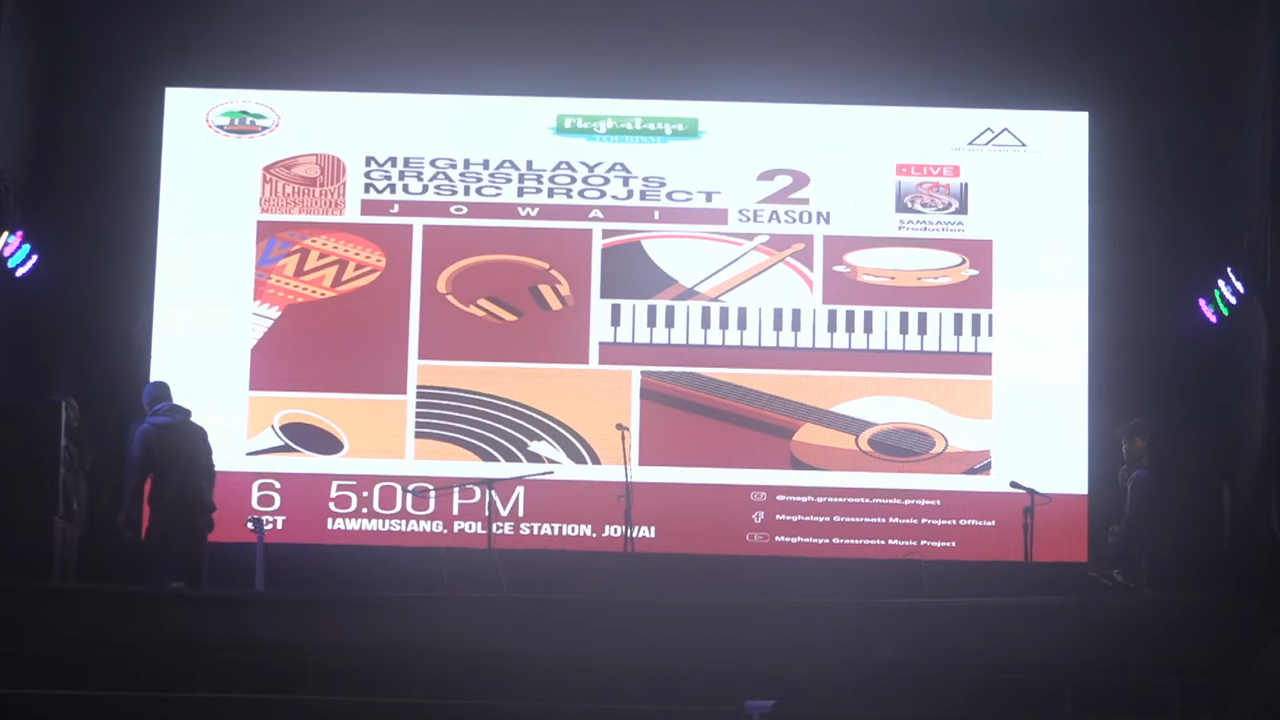 Meghalaya
TOURISM
MEGHALAYA
GRASSROOTS
MUSIC PROJECT
JOWAI
2
SEASON
MEGHALAYA
GRASSROOTS
MUSIC PROJECT
LIVE
SAMSAWA
Production
6
OCT
5:00 PM
IAWMUSIANG, POLICE STATION, JOWAI
@megh.grassroots.music.project
Meghalaya Grassroots Music Project Official
Meghalaya Grassroots Music Project